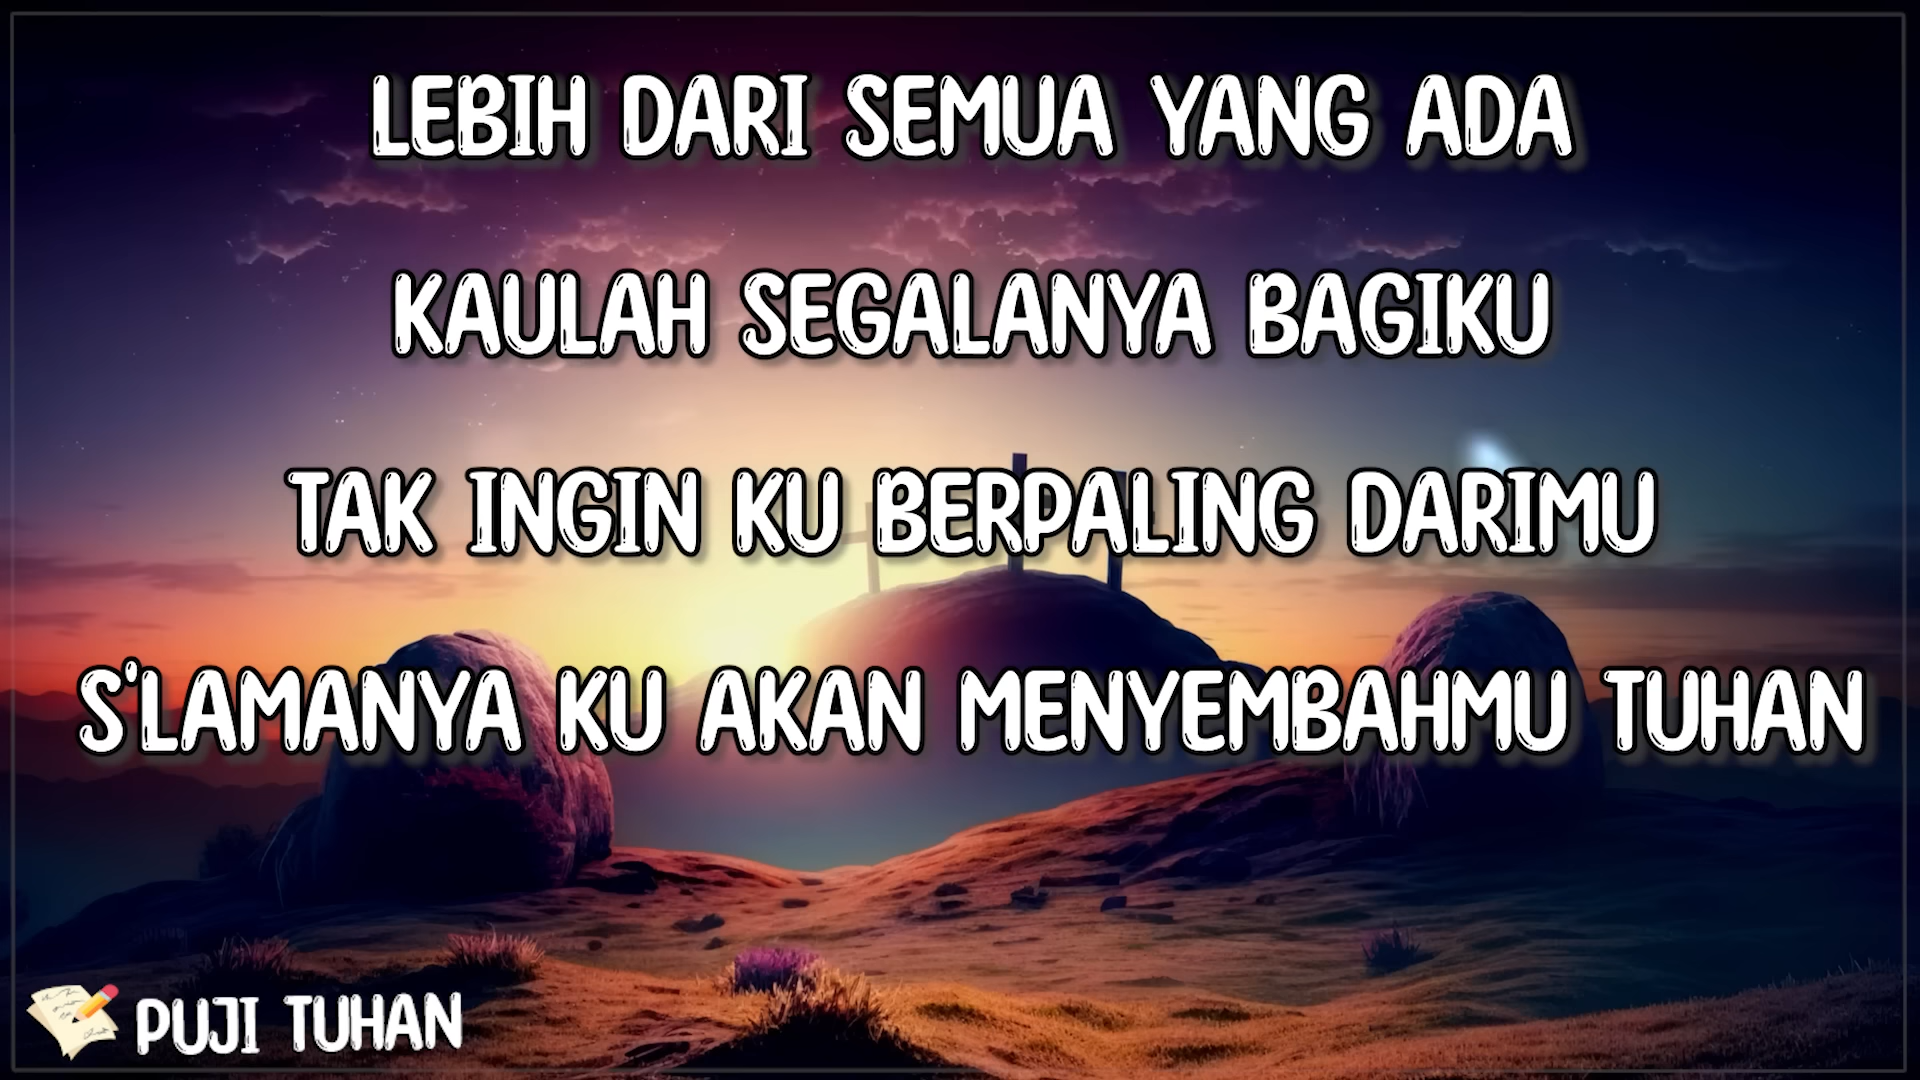 LEBIH DARI SEMUA YANG ADA
KAULAH SEGALANYA BAGIKU
TAK INGIN KU BERPALING DARIMU
S'LAMANYA KU AKAN MENYEMBAHMU TUHAN
PUJI TUHAN